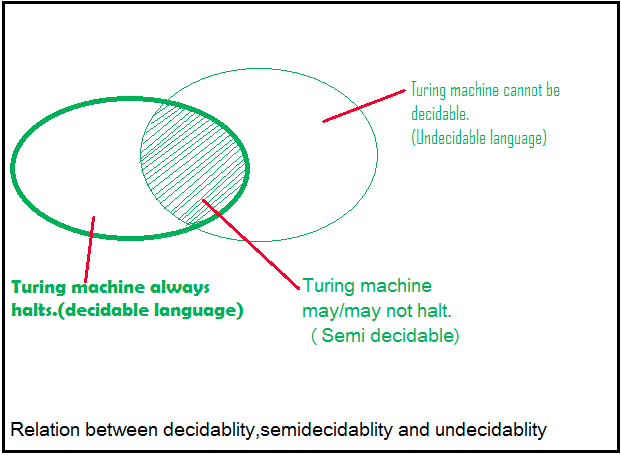 Turing machine cannot be
decidable.
(Undecidable language)
Turing machine always
halts.(decidable language)
Turing machine
may/may not halt.
( Semi decidable)
Relation between decidablity,semidecidablity and undecidablity